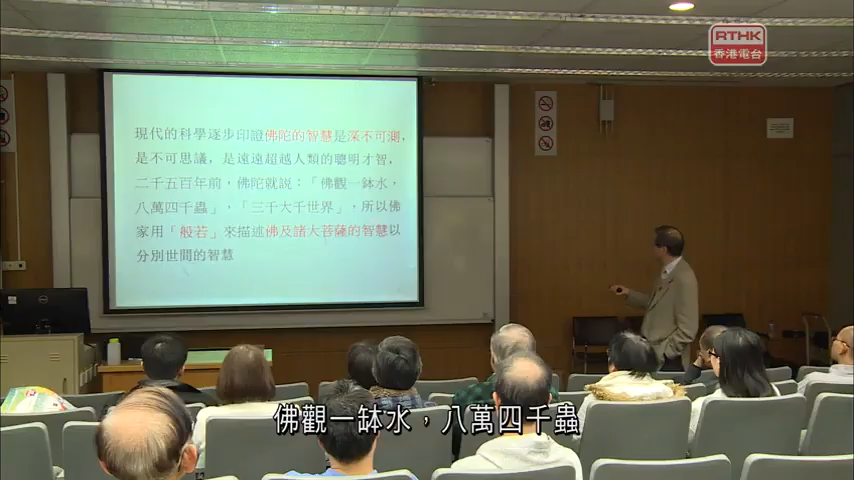 RTHK
香港電台
現代的科學逐步印證佛陀的智慧是深不可測，
是不可思議，是遠遠超越人類的聰明才智，
二千五百年前，佛陀就說：「佛觀一鉢水，
八萬四千蟲」，「三千大千世界」，所以佛
家用「般若」來描述佛及諸大菩薩的智慧以
分別世間的智慧
佛觀一缽水，八萬四千蟲